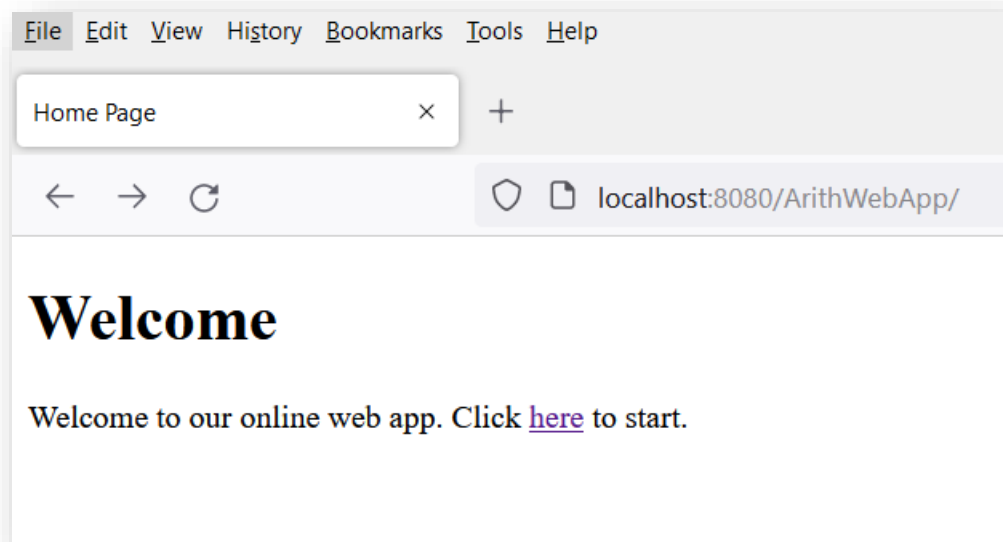 File Edit View History Bookmarks Tools Help
Home Page
localhost:8080/ArithWebApp/
Welcome
Welcome to our online web app. Click here to start.